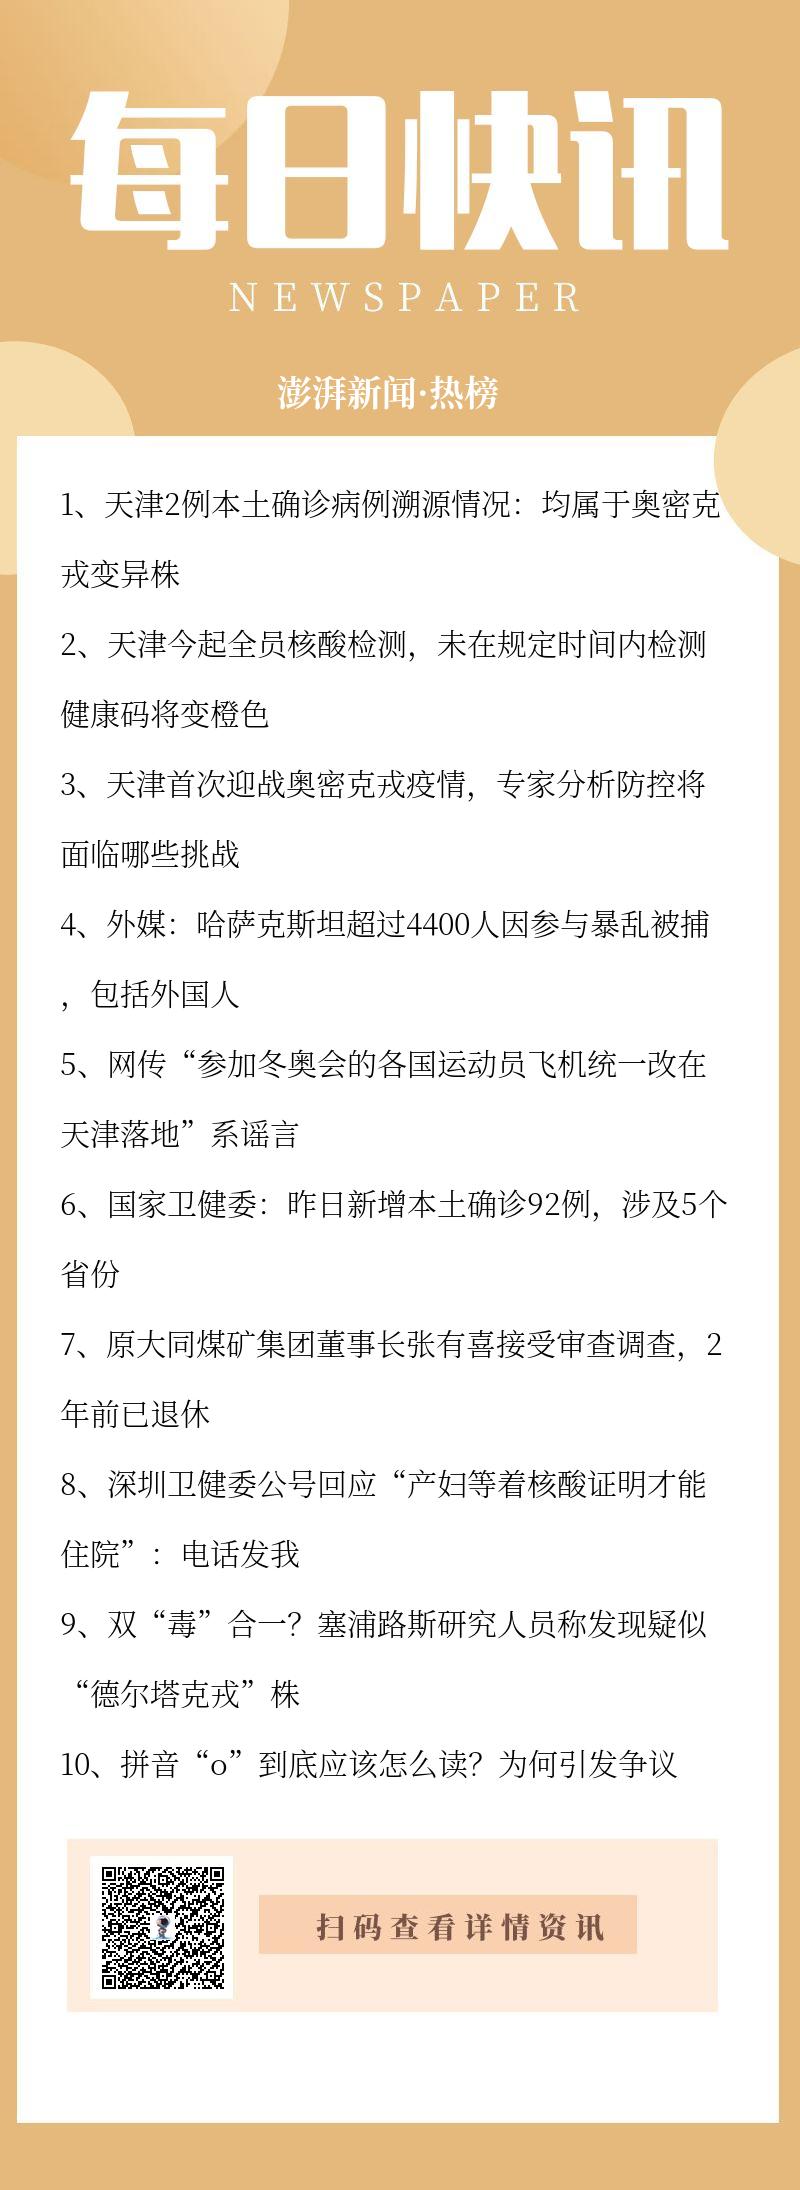 每日快讯
NEWSPAPER
澎湃新闻·热榜
1、天津2例本土确诊病例溯源情况：均属于奥密克
戎变异株
2、天津今起全员核酸检测，未在规定时间内检测
健康码将变橙色
3、天津首次迎战奥密克戎疫情，专家分析防控将
面临哪些挑战
4、外媒：哈萨克斯坦超过4400人因参与暴乱被捕
，包括外国人
5、网传“参加冬奥会的各国运动员飞机统一改在
天津落地”系谣言
6、国家卫健委：昨日新增本土确诊92例，涉及5个
省份
7、原大同煤矿集团董事长张有喜接受审查调查，2
年前已退休
8、深圳卫健委公号回应“产妇等着核酸证明才能
住院”：电话发我
9、双“毒”合一？塞浦路斯研究人员称发现疑似
“德尔塔克戎”株
10、拼音“o”到底应该怎么读？为何引发争议
扫码查看详情资讯